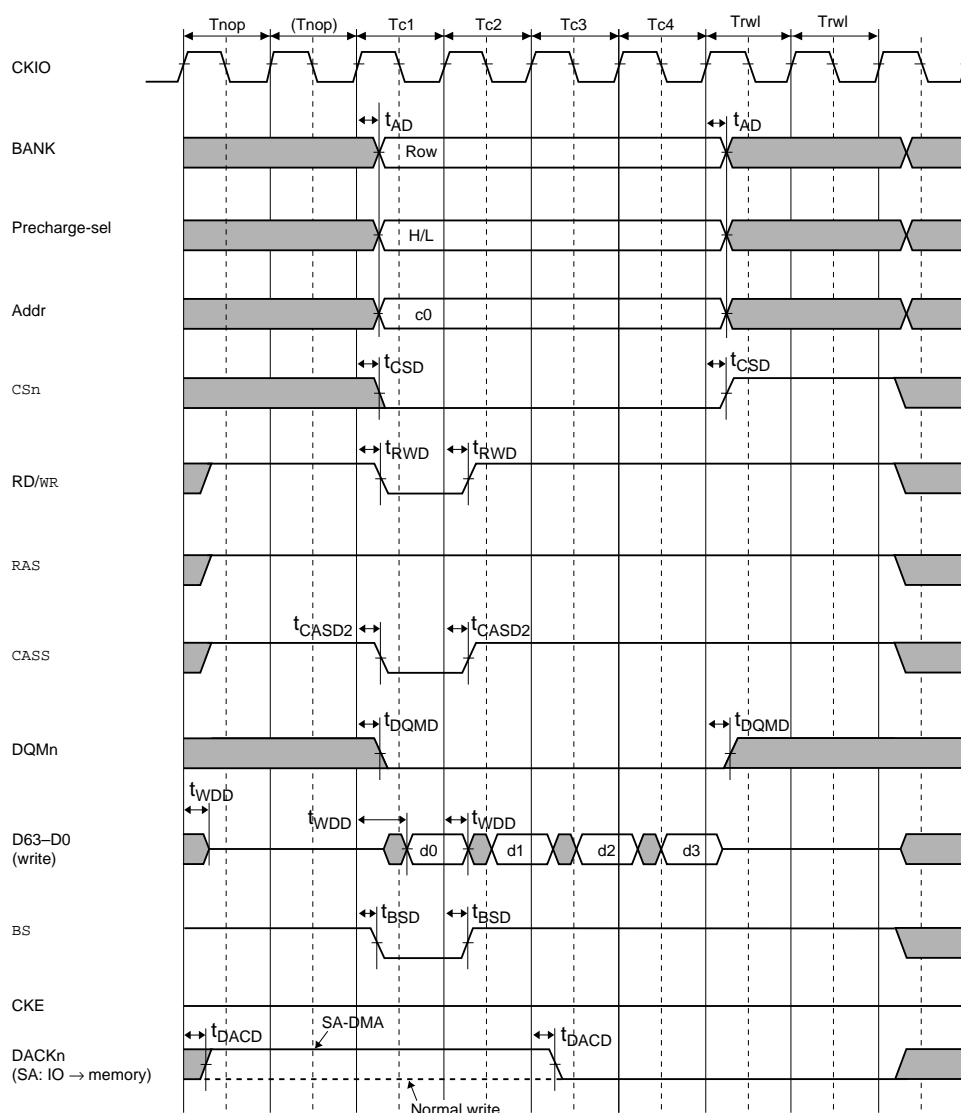 Tnop (Tnop) Tc1 Tc2 Tc3 Tc4 Trwl Trwl
CKIO
tAD tAD
BANK Row
Precharge-sel H/L
Addr c0
tCSD tCSD
CSn
tRWD tRWD
RD/WR
RAS
tCASD2 tCASD2
CASS
tDQMD tDQMD
DQMn
tWDD tWDD tWDD
D63–D0
(write)
d0 d1 d2 d3
tBSD tBSD
BS
CKE
tDACD SA-DMA tDACD
DACKn
(SA: IO → memory)
Normal write